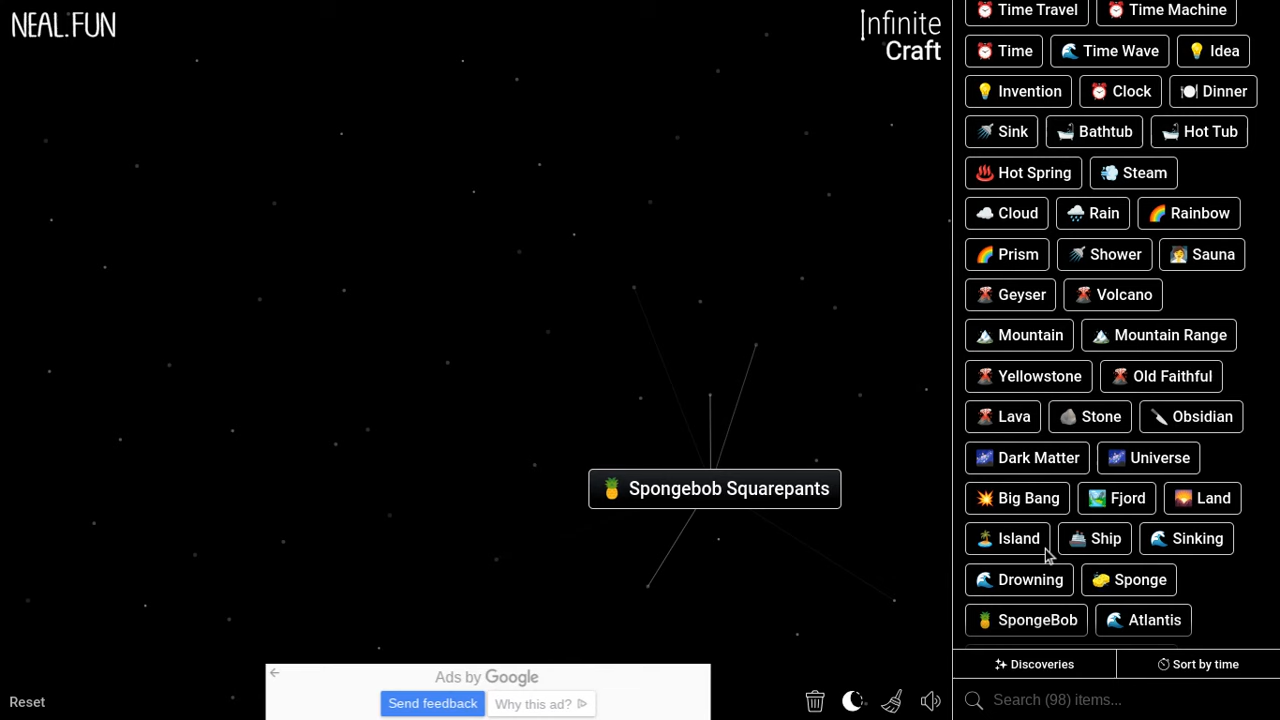 NEAL.FUN
Infinite
Craft
Spongebob Squarepants
Ads by Google
Send feedback
Why this ad?
Reset
Time Travel
Time Machine
Time
Time Wave
Idea
Invention
Clock
Dinner
Sink
Bathtub
Hot Tub
Hot Spring
Steam
Cloud
Rain
Rainbow
Prism
Shower
Sauna
Geyser
Volcano
Mountain
Mountain Range
Yellowstone
Old Faithful
Lava
Stone
Obsidian
Dark Matter
Universe
Big Bang
Fjord
Land
Island
Ship
Sinking
Drowning
Sponge
SpongeBob
Atlantis
Discoveries
Sort by time
Search (98) items...